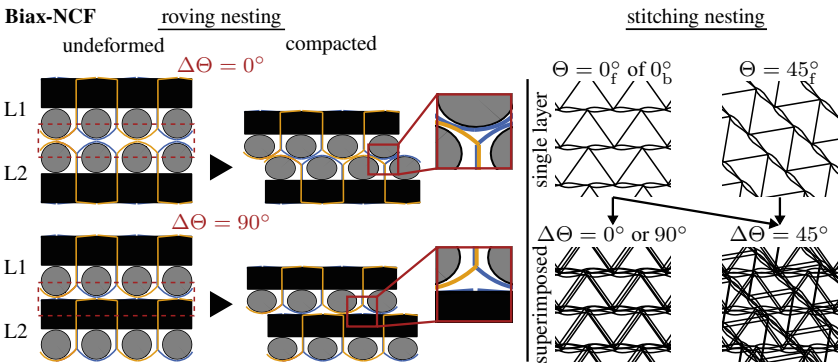 Biax-NCF
roving nesting
stitching nesting
undeformed
compacted
ΔΘ = 0°
L1
L2
ΔΘ = 90°
L1
L2
single layer
Θ = 0°f of 0°b
Θ = 45°f
superimposed
ΔΘ = 0° or 90°
ΔΘ = 45°